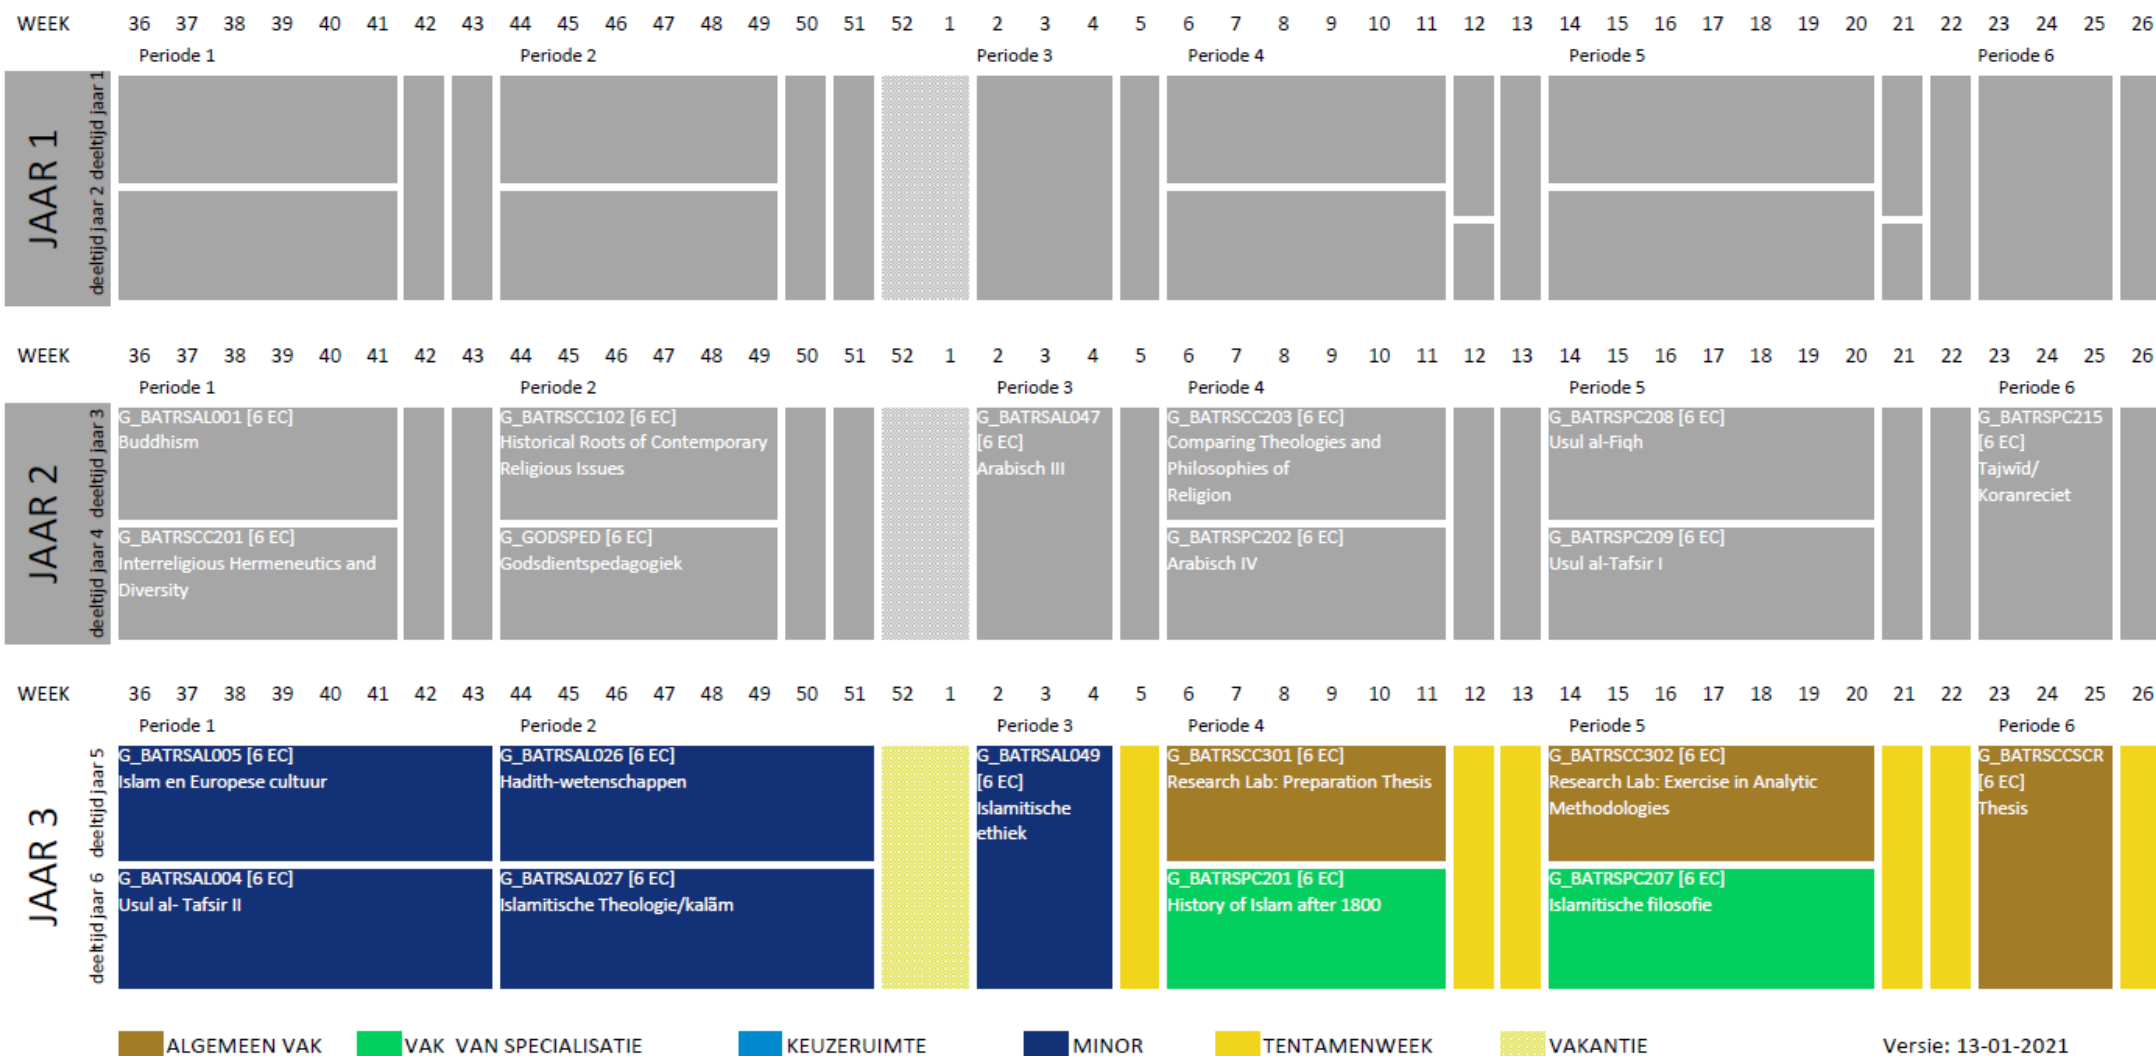 WEEK 36 37 38 39 40 41 42 43 44 45 46 47 48 49 50 51 52 1 2 3 4 5 6 7 8 9 10 11 12 13 14 15 16 17 18 19 20 21 22 23 24 25 26
Periode 1 Periode 2 Periode 3 Periode 4 Periode 5 Periode 6
JAAR 1
deeltijd jaar 1
deeltijd jaar 2
WEEK 36 37 38 39 40 41 42 43 44 45 46 47 48 49 50 51 52 1 2 3 4 5 6 7 8 9 10 11 12 13 14 15 16 17 18 19 20 21 22 23 24 25 26
Periode 1 Periode 2 Periode 3 Periode 4 Periode 5 Periode 6
JAAR 2
deeltijd jaar 3
G_BATRSAL001 [6 EC]
Buddhism
G_BATRSCC102 [6 EC]
Historical Roots of Contemporary
Religious Issues
G_BATRSAL047
[6 EC]
Arabisch III
G_BATRSCC203 [6 EC]
Comparing Theologies and
Philosophies of
Religion
G_BATRSPC208 [6 EC]
Usul al-Fiqh
G_BATRSPC215
[6 EC]
Tajwīd/
Koranreciet
deeltijd jaar 4
G_BATRSCC201 [6 EC]
Interreligious Hermeneutics and
Diversity
G_GODSPED [6 EC]
Godsdientspedagogiek
G_BATRSPC202 [6 EC]
Arabisch IV
G_BATRSPC209 [6 EC]
Usul al-Tafsir I
WEEK 36 37 38 39 40 41 42 43 44 45 46 47 48 49 50 51 52 1 2 3 4 5 6 7 8 9 10 11 12 13 14 15 16 17 18 19 20 21 22 23 24 25 26
Periode 1 Periode 2 Periode 3 Periode 4 Periode 5 Periode 6
JAAR 3
deeltijd jaar 5
G_BATRSAL005 [6 EC]
Islam en Europese cultuur
G_BATRSAL026 [6 EC]
Hadith-wetenschappen
G_BATRSAL049
[6 EC]
Islamitische
ethiek
G_BATRSCC301 [6 EC]
Research Lab: Preparation Thesis
G_BATRSCC302 [6 EC]
Research Lab: Exercise in Analytic
Methodologies
G_BATRSCCSCR
[6 EC]
Thesis
deeltijd jaar 6
G_BATRSAL004 [6 EC]
Usul al- Tafsir II
G_BATRSAL027 [6 EC]
Islamitische Theologie/kalãm
G_BATRSPC201 [6 EC]
History of Islam after 1800
G_BATRSPC207 [6 EC]
Islamitische filosofie
ALGEMEEN VAK VAK VAN SPECIALISATIE KEUZERUIMTE MINOR TENTAMENWEEK VAKANTIE Versie: 13-01-2021